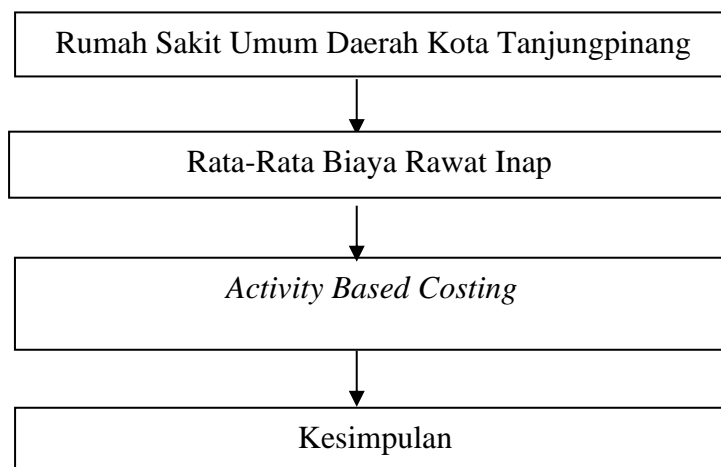 Rumah Sakit Umum Daerah Kota Tanjungpinang
Rata-Rata Biaya Rawat Inap
Activity Based Costing
Kesimpulan